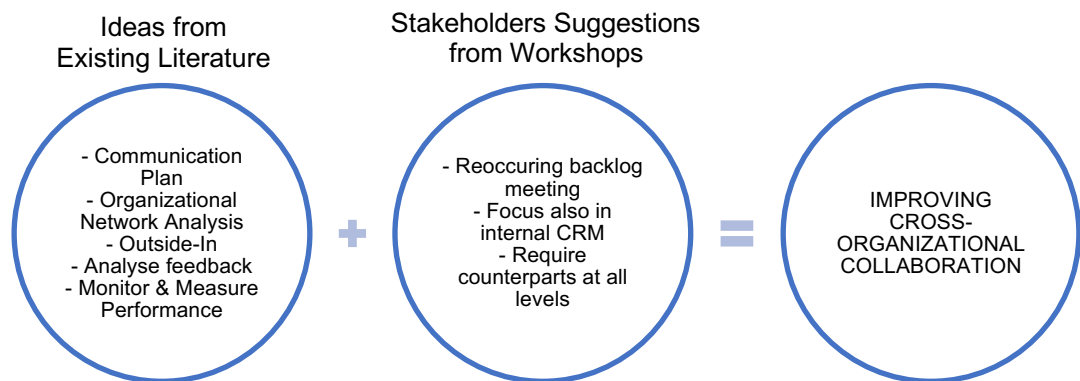 Ideas from
Existing Literature
- Communication
Plan
- Organizational
Network Analysis
- Outside-In
- Analyse feedback
- Monitor & Measure
Performance
+
Stakeholders Suggestions
from Workshops
- Reoccuring backlog
meeting
- Focus also in
internal CRM
- Require
counterparts at all
levels
=
IMPROVING
CROSS-
ORGANIZATIONAL
COLLABORATION